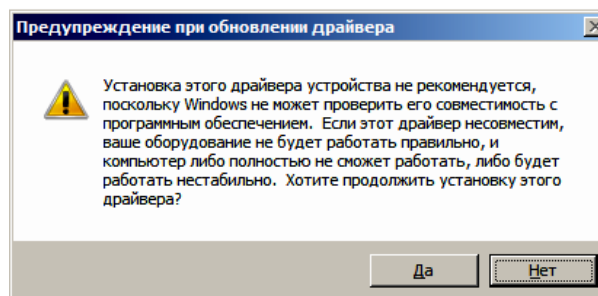 Предупреждение при обновлении драйвера
Установка этого драйвера устройства не рекомендуется,
поскольку Windows не может проверить его совместимость с
программным обеспечением.  Если этот драйвер несовместим,
ваше оборудование не будет работать правильно, и
компьютер либо полностью не сможет работать, либо будет
работать нестабильно.  Хотите продолжить установку этого
драйвера?
Да
Нет